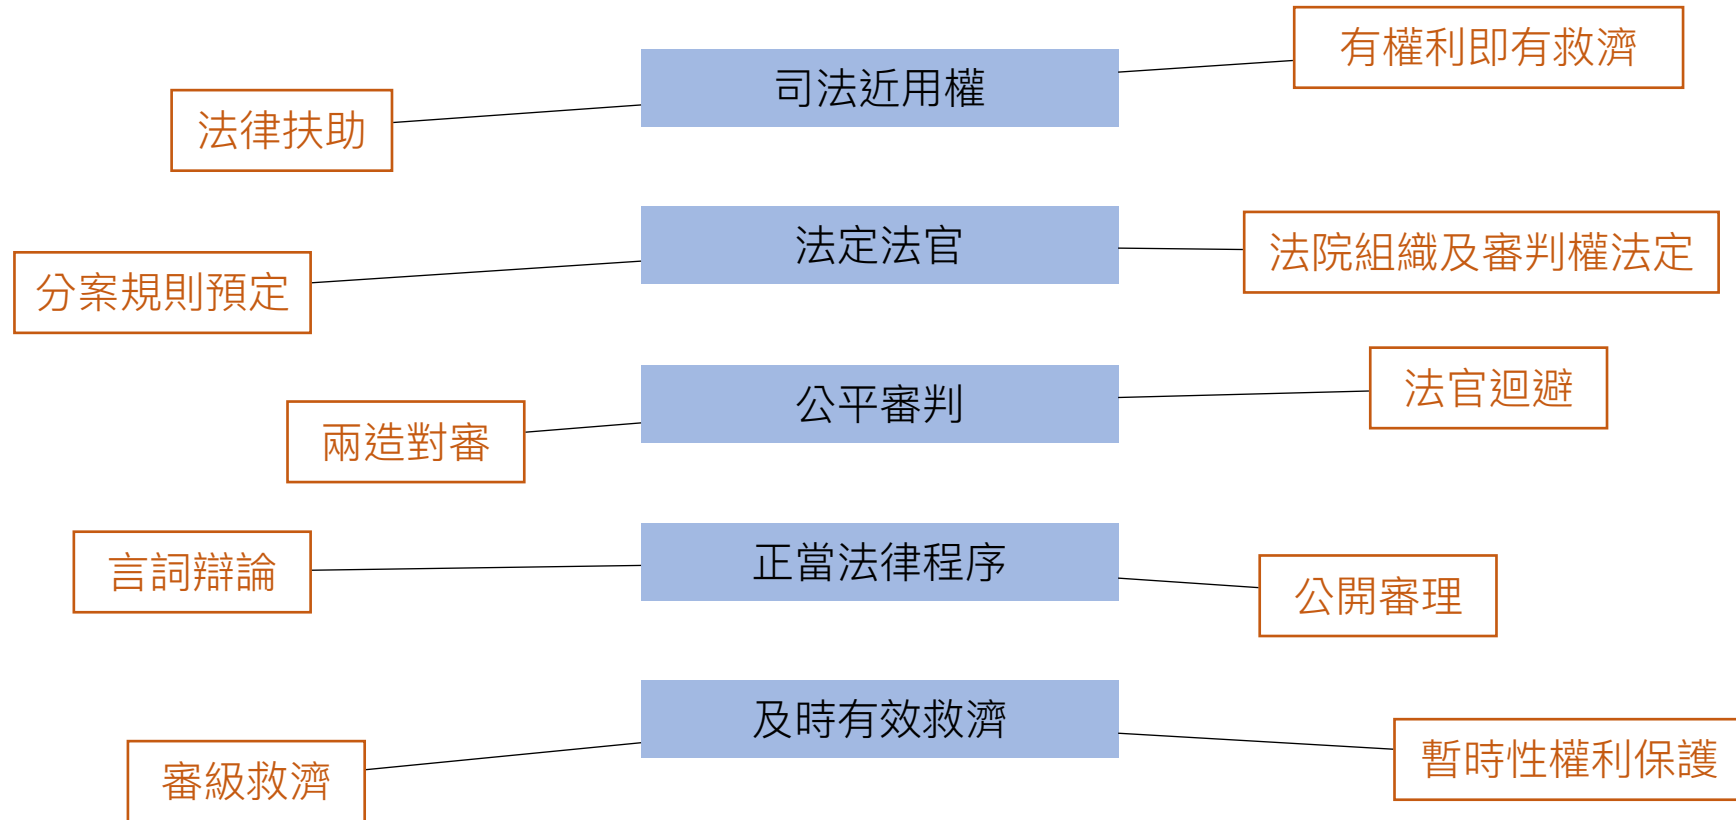 有權利即有救濟
司法近用權
法律扶助
法定法官
法院組織及審判權法定
分案規則預定
公平審判
法官迴避
兩造對審
正當法律程序
言詞辯論
公開審理
及時有效救濟
暫時性權利保護
審級救濟